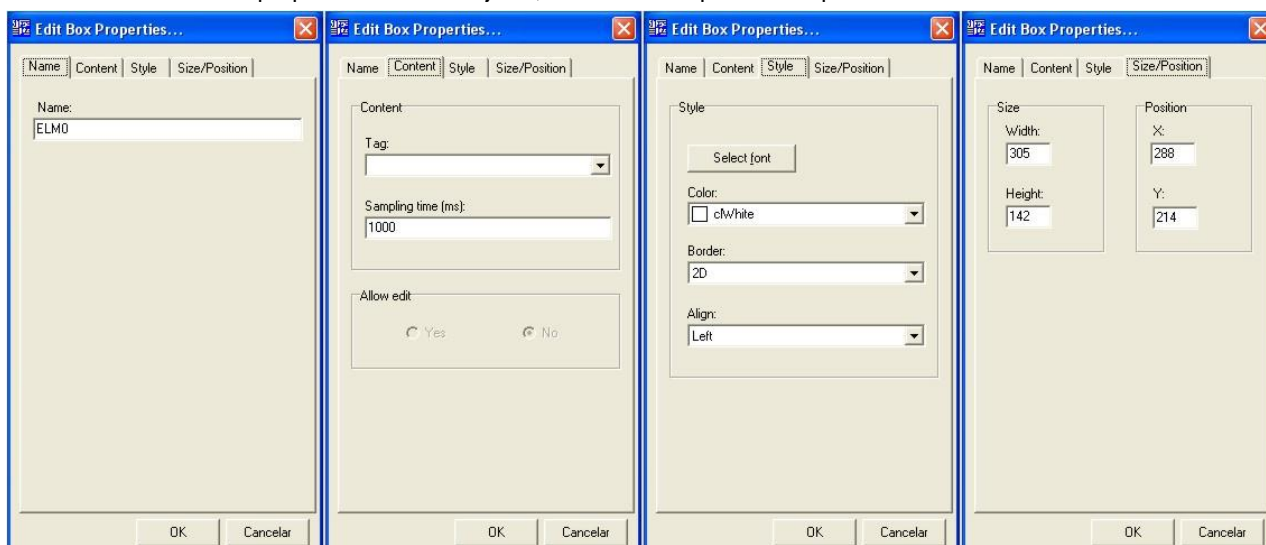 Edit Box Properties...
Name Content Style Size/Position
Name:
ELM0
OK Cancelar
Edit Box Properties...
Name Content Style Size/Position
Content
Tag:
Sampling time (ms):
1000
Allow edit
Yes No
OK Cancelar
Edit Box Properties...
Name Content Style Size/Position
Style
Select font
Color:
clWhite
Border:
2D
Align:
Left
OK Cancelar
Edit Box Properties...
Name Content Style Size/Position
Size Position
Width: X:
305 288
Height: Y:
142 214
OK Cancelar